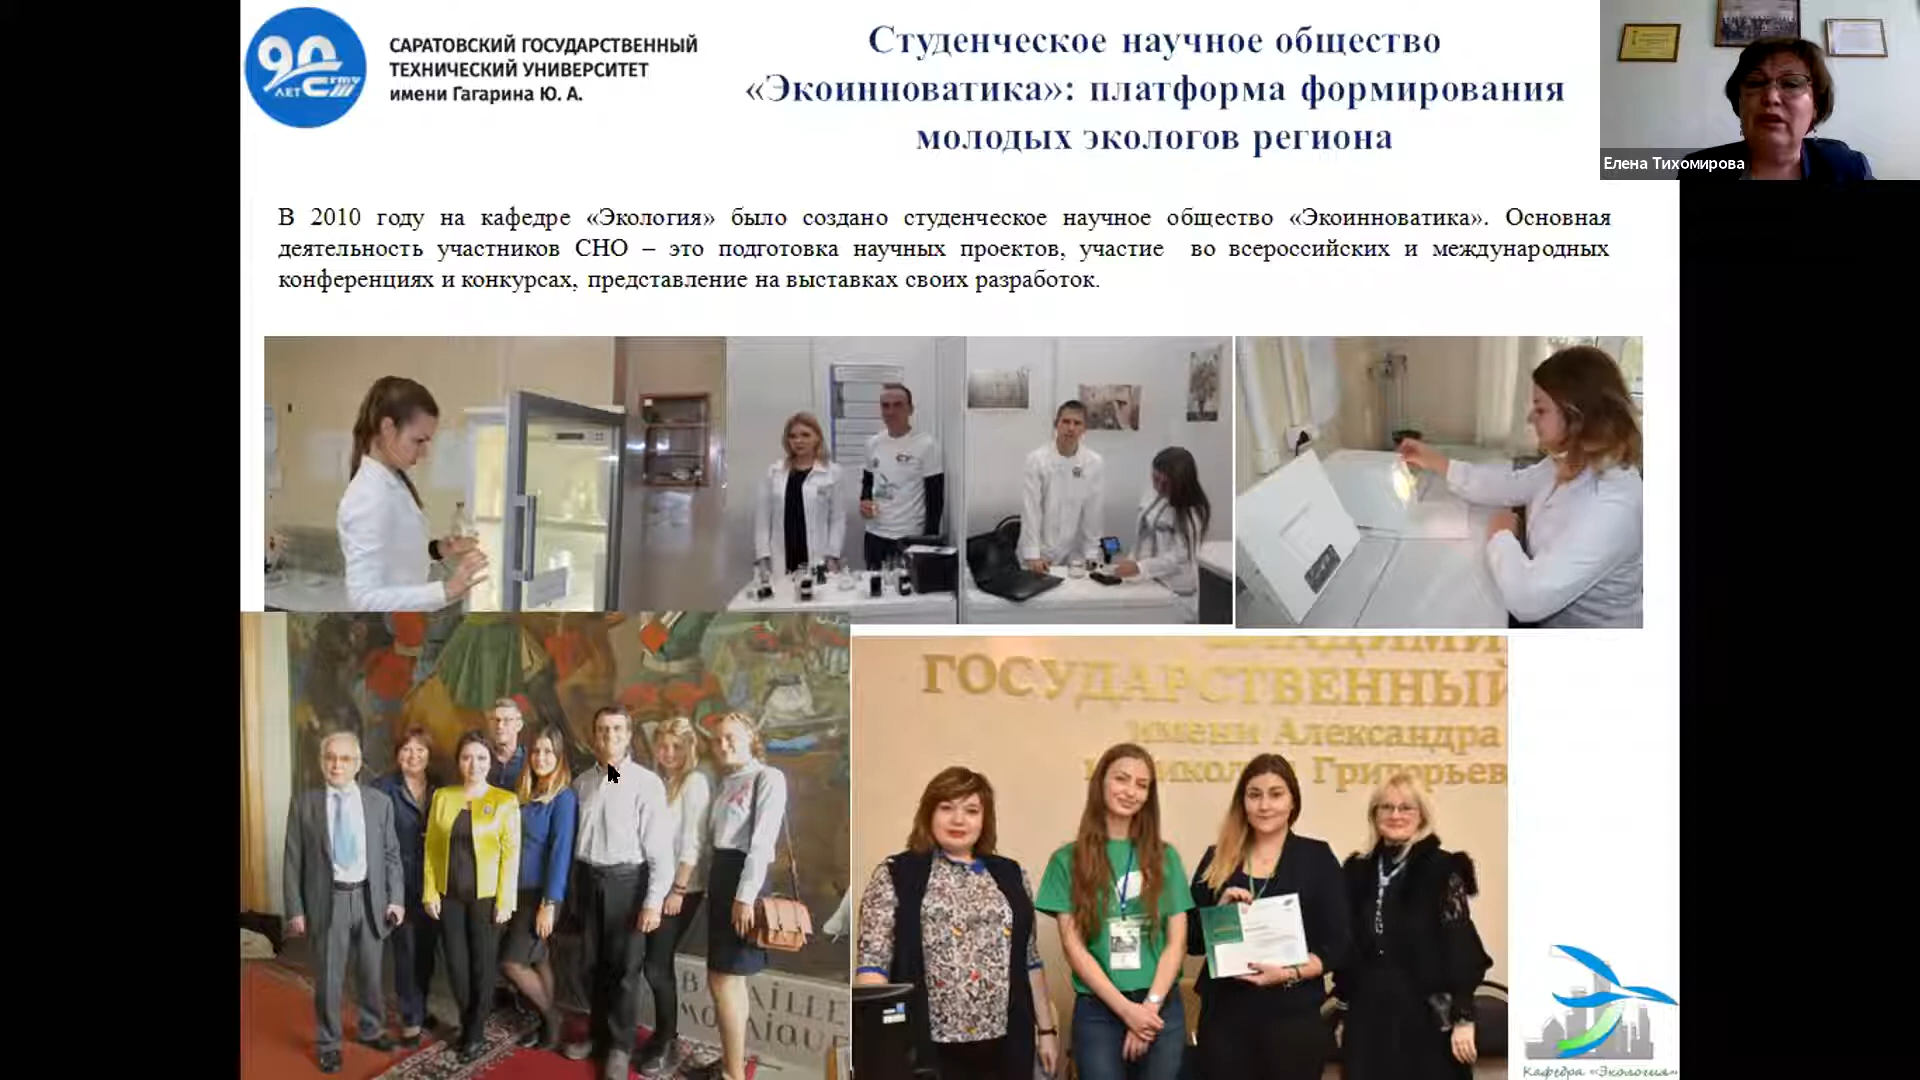 90
ЛЕТ
СГТУ
САРАТОВСКИЙ ГОСУДАРСТВЕННЫЙ
ТЕХНИЧЕСКИЙ УНИВЕРСИТЕТ
имени Гагарина Ю. А.
Студенческое научное общество
«Экоинноватика»: платформа формирования
молодых экологов региона
Елена Тихомирова
В 2010 году на кафедре «Экология» было создано студенческое научное общество «Экоинноватика». Основная
деятельность участников СНО – это подготовка научных проектов, участие во всероссийских и международных
конференциях и конкурсах, представление на выставках своих разработок.
ГОСУДАРСТВЕННЫЙ
имени Александра
Григорьев
Кафедра «Экология»